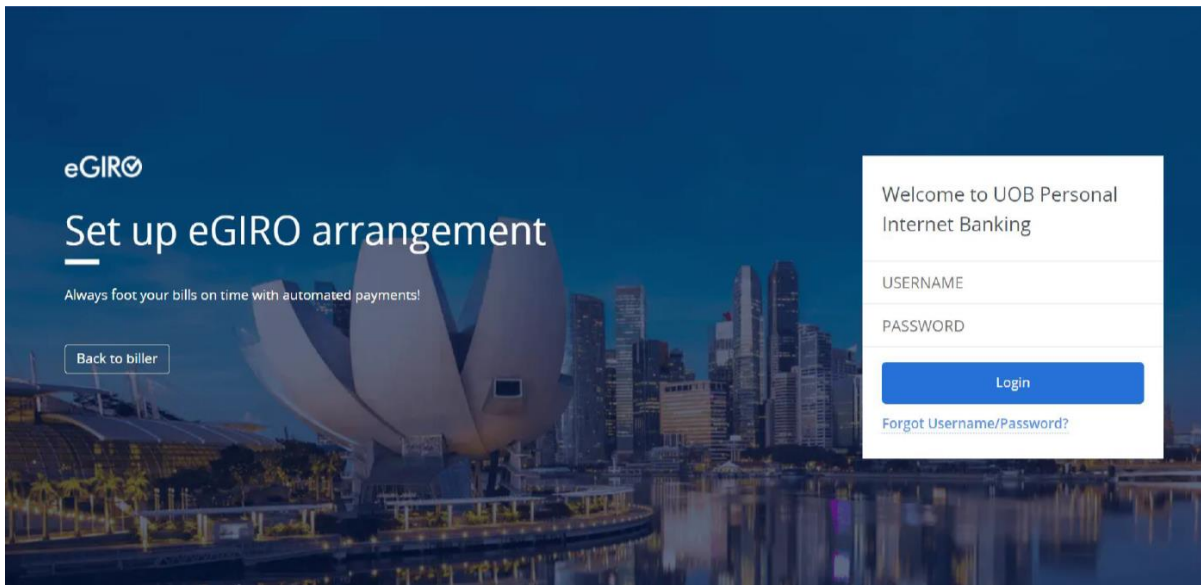 eGIRO
Set up eGIRO arrangement
Always foot your bills on time with automated payments!
Back to biller
Welcome to UOB Personal
Internet Banking
USERNAME
PASSWORD
Login
Forgot Username/Password?